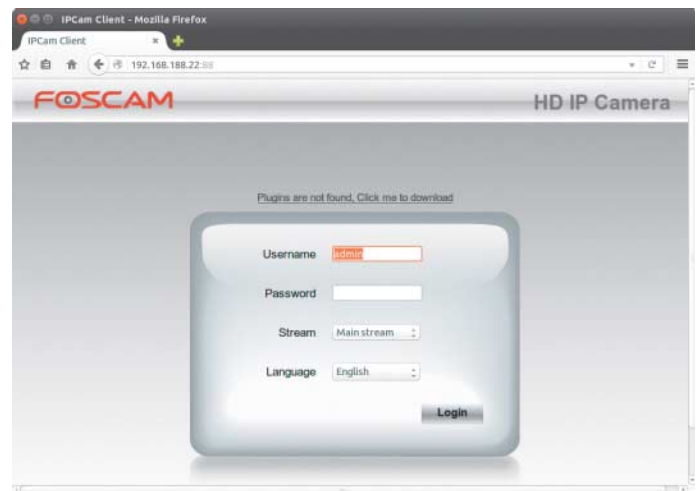 IPCam Client - Mozilla Firefox
IPCam Client
192.168.188.22:88
FOSCAM
HD IP Camera
Plugins are not found, Click me to download
Username admin
Password
Stream Main stream
Language English
Login